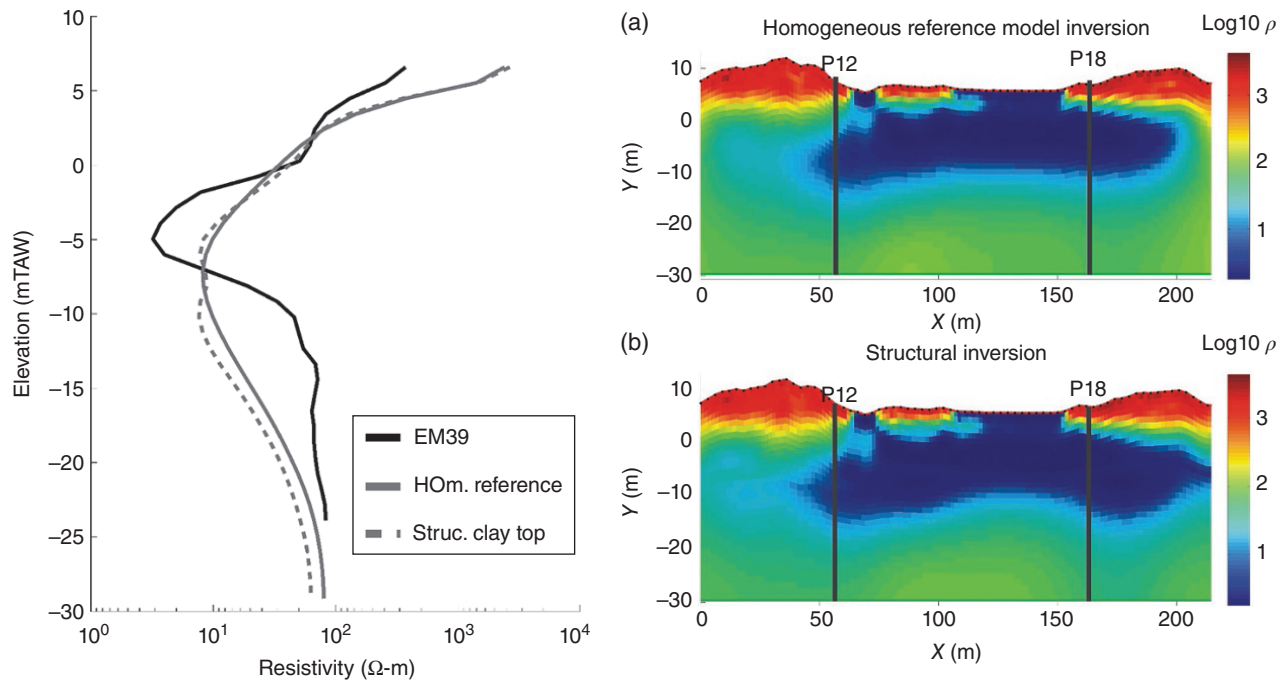 10
5
0
–5
–10
–15
–20
–25
–30
Elevation (mTAW)
EM39
HOm. reference
Struc. clay top
10⁰
10¹
10²
10³
10⁴
Resistivity (Ω-m)
(a)
Homogeneous reference model inversion
Log10 ρ
P12
P18
10
0
–10
–20
–30
Y (m)
0
50
100
150
200
X (m)
3
2
1
(b)
Structural inversion
Log10 ρ
P12
P18
10
0
–10
–20
–30
Y (m)
0
50
100
150
200
X (m)
3
2
1